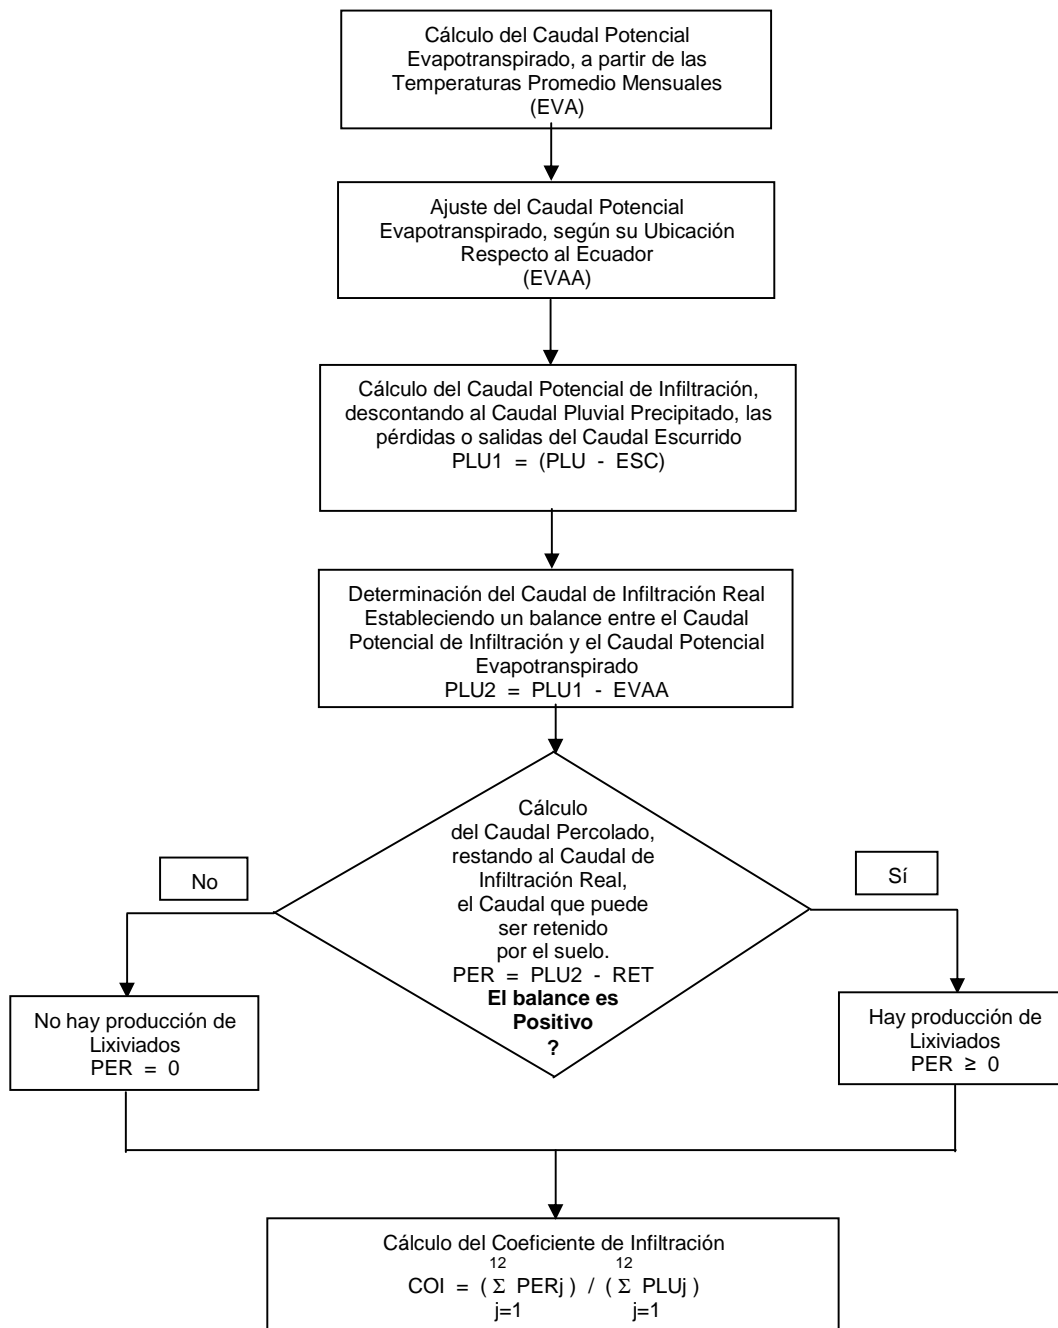 Cálculo del Caudal Potencial
Evapotranspirado, a partir de las
Temperaturas Promedio Mensuales
(EVA)
Ajuste del Caudal Potencial
Evapotranspirado, según su Ubicación
Respecto al Ecuador
(EVAA)
Cálculo del Caudal Potencial de Infiltración,
descontando al Caudal Pluvial Precipitado, las
pérdidas o salidas del Caudal Escurrido
PLU1 = (PLU - ESC)
Determinación del Caudal de Infiltración Real
Estableciendo un balance entre el Caudal
Potencial de Infiltración y el Caudal Potencial
Evapotranspirado
PLU2 = PLU1 - EVAA
Cálculo
del Caudal Percolado,
restando al Caudal de
Infiltración Real,
el Caudal que puede
ser retenido
por el suelo.
PER = PLU2 - RET
El balance es
Positivo
?
No
Sí
No hay producción de
Lixiviados
PER = 0
Hay producción de
Lixiviados
PER ≥ 0
Cálculo del Coeficiente de Infiltración
12 12
COI = ( Σ PERj ) / ( Σ PLUj )
j=1 j=1